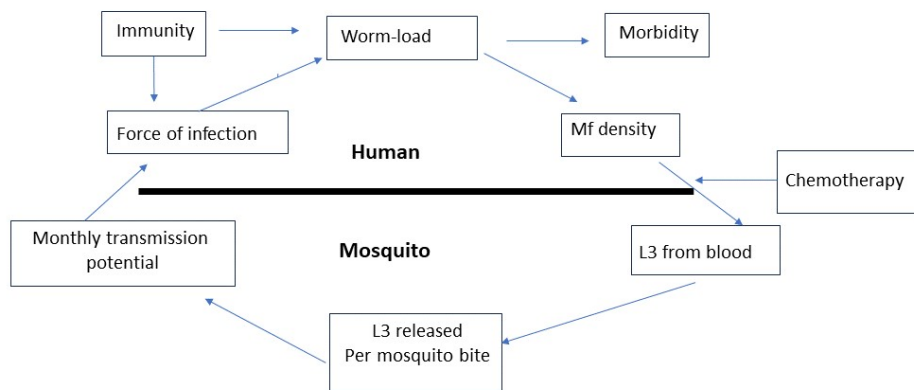 Immunity
Worm-load
Morbidity
Force of infection
Mf density
Human
Chemotherapy
Monthly transmission
potential
Mosquito
L3 from blood
L3 released
Per mosquito bite